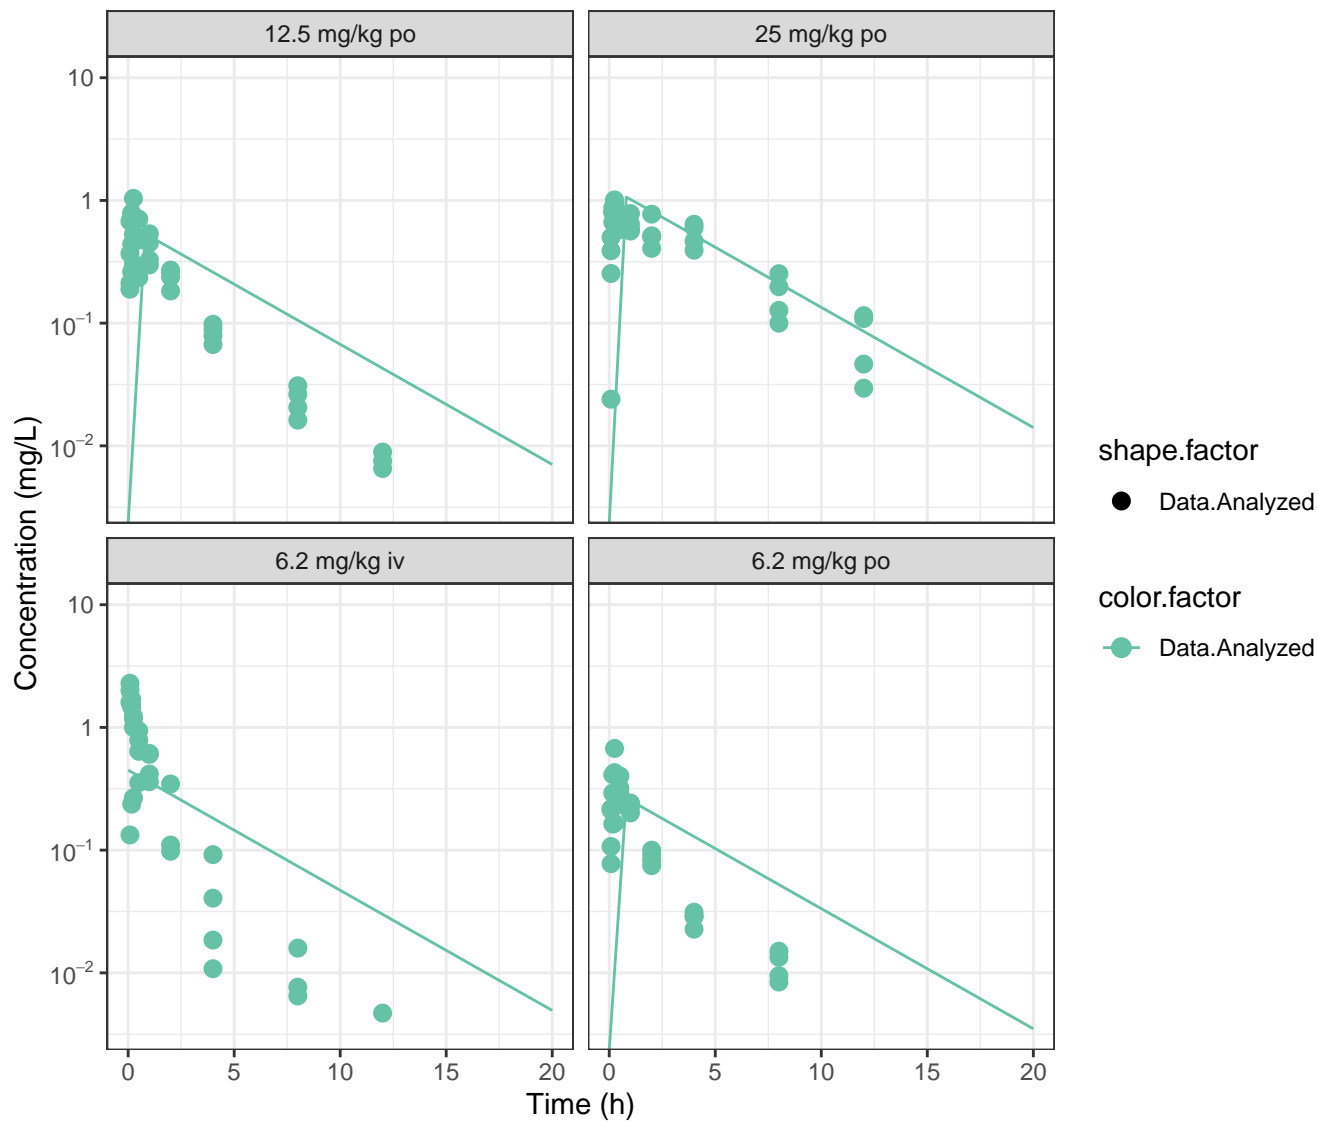 12.5 mg/kg po
25 mg/kg po
10
1
10⁻¹
10⁻²
6.2 mg/kg iv
6.2 mg/kg po
10
1
10⁻¹
10⁻²
0 5 10 15 20
0 5 10 15 20
Time (h)
Concentration (mg/L)
shape.factor
Data.Analyzed
color.factor
Data.Analyzed